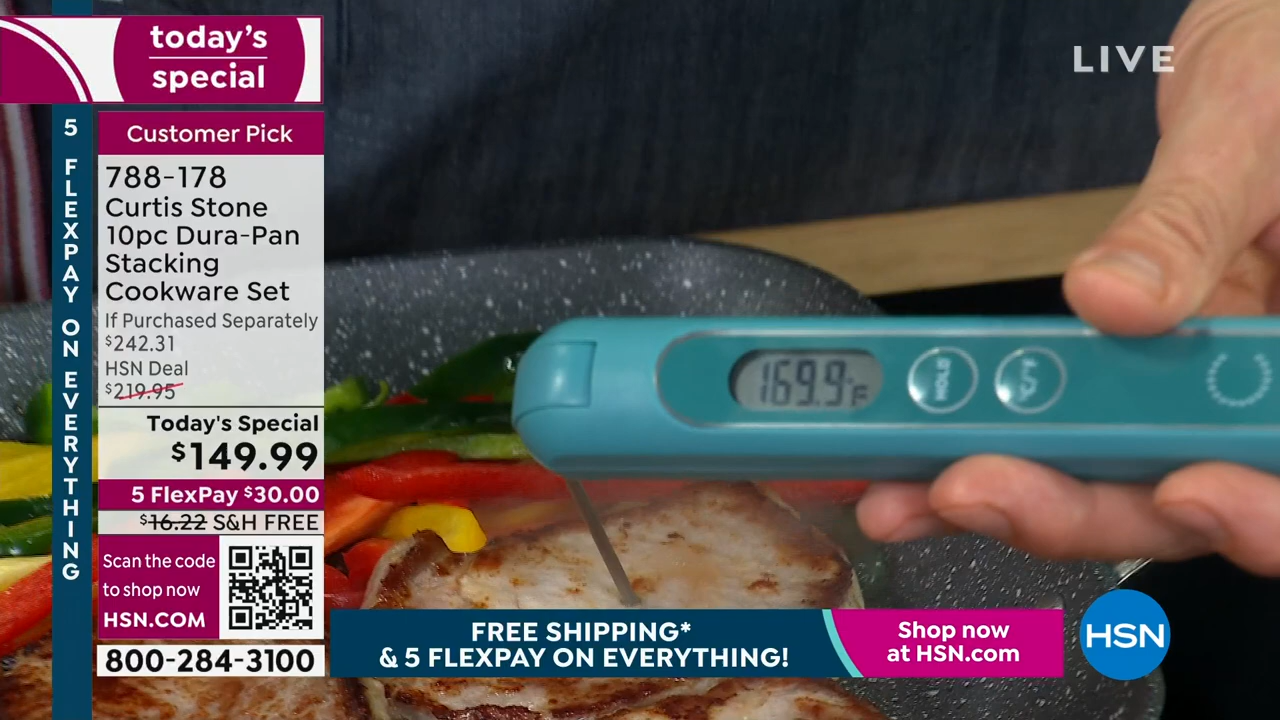 today's
special
LIVE
5 FLEXPAY ON EVERYTHING
Customer Pick
788-178
Curtis Stone
10pc Dura-Pan
Stacking
Cookware Set
If Purchased Separately
$242.31
HSN Deal
$219.95
Today's Special
$149.99
5 FlexPay $30.00
$16.22 S&H FREE
Scan the code
to shop now
HSN.COM
800-284-3100
169.9°F
HOLD
°C/°F
FREE SHIPPING*
& 5 FLEXPAY ON EVERYTHING!
Shop now
at HSN.com
HSN